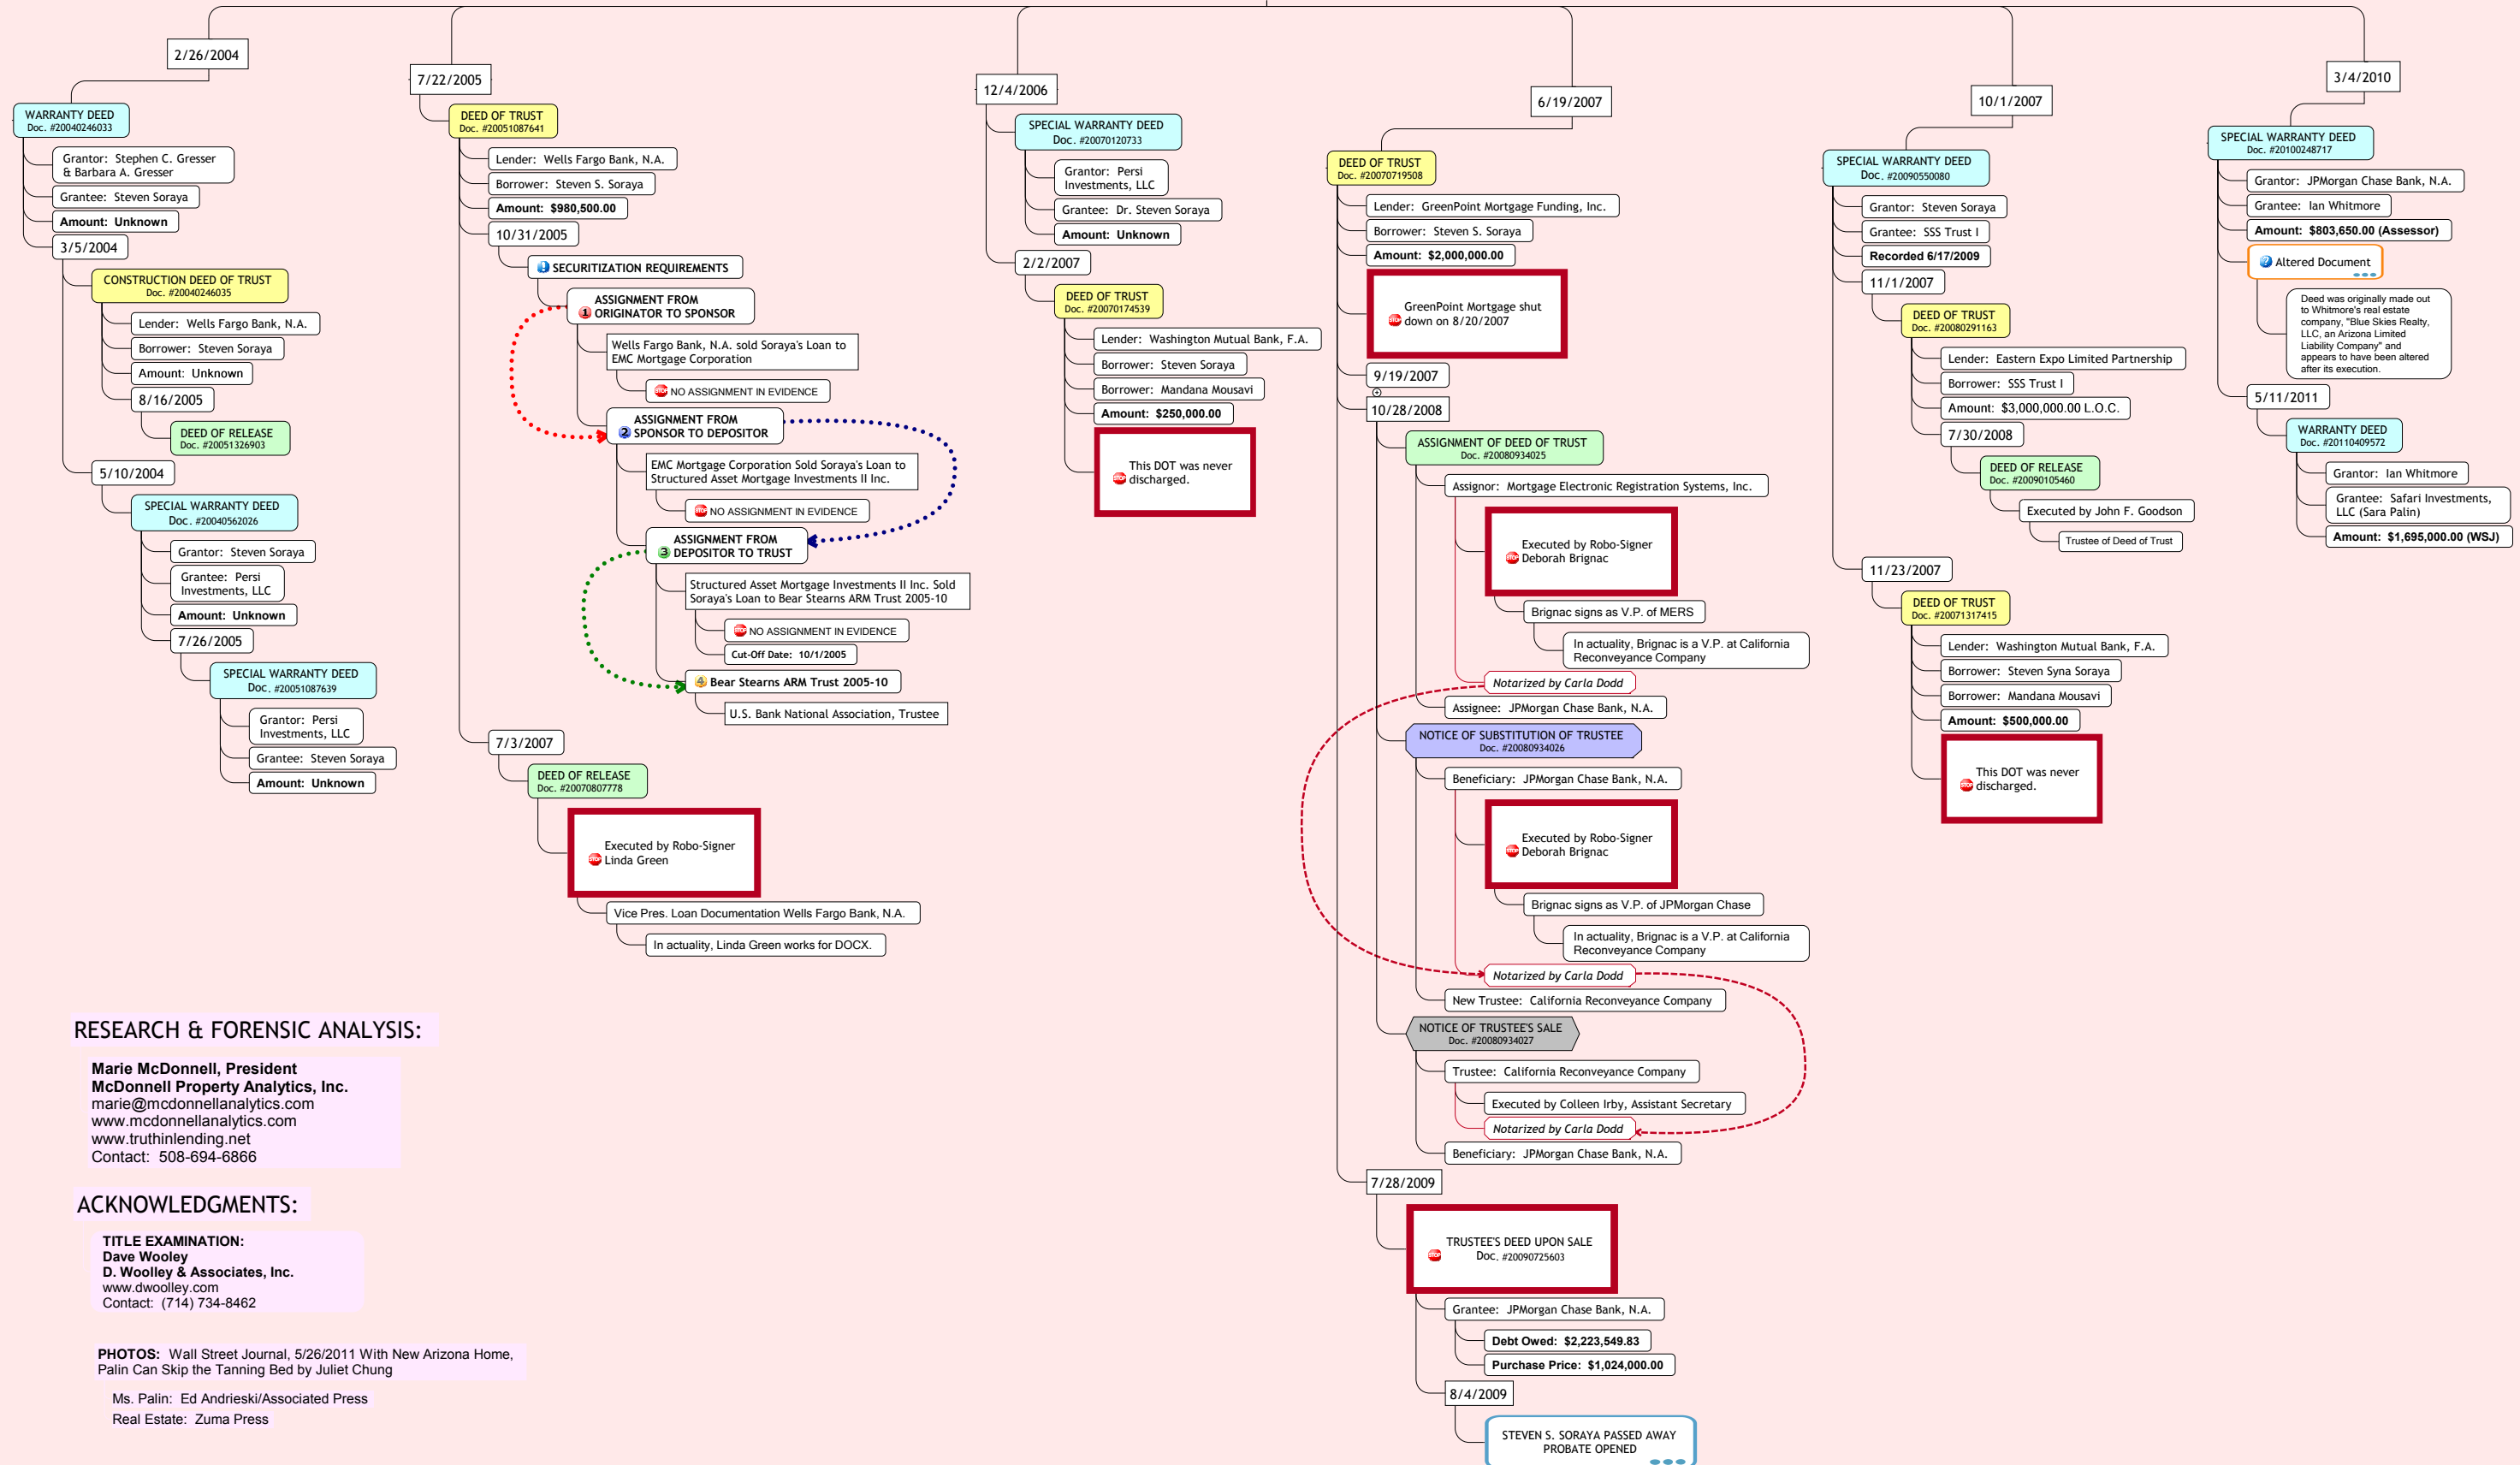 2/26/2004
WARRANTY DEED
Doc. #20040246033
Grantor: Stephen C. Gresser
& Barbara A. Gresser
Grantee: Steven Soraya
Amount: Unknown
3/5/2004
CONSTRUCTION DEED OF TRUST
Doc. #20040246035
Lender: Wells Fargo Bank, N.A.
Borrower: Steven Soraya
Amount: Unknown
8/16/2005
DEED OF RELEASE
Doc. #20051326903
5/10/2004
SPECIAL WARRANTY DEED
Doc. #20040562026
Grantor: Steven Soraya
Grantee: Persi
Investments, LLC
Amount: Unknown
7/26/2005
SPECIAL WARRANTY DEED
Doc. #20051087639
Grantor: Persi
Investments, LLC
Grantee: Steven Soraya
Amount: Unknown
7/22/2005
DEED OF TRUST
Doc. #20051087641
Lender: Wells Fargo Bank, N.A.
Borrower: Steven S. Soraya
Amount: $980,500.00
10/31/2005
SECURITIZATION REQUIREMENTS
ASSIGNMENT FROM
1 ORIGINATOR TO SPONSOR
Wells Fargo Bank, N.A. sold Soraya's Loan to
EMC Mortgage Corporation
STOP NO ASSIGNMENT IN EVIDENCE
ASSIGNMENT FROM
2 SPONSOR TO DEPOSITOR
EMC Mortgage Corporation Sold Soraya's Loan to
Structured Asset Mortgage Investments II Inc.
STOP NO ASSIGNMENT IN EVIDENCE
ASSIGNMENT FROM
3 DEPOSITOR TO TRUST
Structured Asset Mortgage Investments II Inc. Sold
Soraya's Loan to Bear Stearns ARM Trust 2005-10
STOP NO ASSIGNMENT IN EVIDENCE
Cut-Off Date: 10/1/2005
4 Bear Stearns ARM Trust 2005-10
U.S. Bank National Association, Trustee
7/3/2007
DEED OF RELEASE
Doc. #20070807778
Executed by Robo-Signer
STOP Linda Green
Vice Pres. Loan Documentation Wells Fargo Bank, N.A.
In actuality, Linda Green works for DOCX.
12/4/2006
SPECIAL WARRANTY DEED
Doc. #20070120733
Grantor: Persi
Investments, LLC
Grantee: Dr. Steven Soraya
Amount: Unknown
2/2/2007
DEED OF TRUST
Doc. #20070174539
Lender: Washington Mutual Bank, F.A.
Borrower: Steven Soraya
Borrower: Mandana Mousavi
Amount: $250,000.00
This DOT was never
STOP discharged.
6/19/2007
DEED OF TRUST
Doc. #20070719508
Lender: GreenPoint Mortgage Funding, Inc.
Borrower: Steven S. Soraya
Amount: $2,000,000.00
GreenPoint Mortgage shut
STOP down on 8/20/2007
9/19/2007
10/28/2008
ASSIGNMENT OF DEED OF TRUST
Doc. #20080934025
Assignor: Mortgage Electronic Registration Systems, Inc.
Executed by Robo-Signer
STOP Deborah Brignac
Brignac signs as V.P. of MERS
In actuality, Brignac is a V.P. at California
Reconveyance Company
Notarized by Carla Dodd
Assignee: JPMorgan Chase Bank, N.A.
NOTICE OF SUBSTITUTION OF TRUSTEE
Doc. #20080934026
Beneficiary: JPMorgan Chase Bank, N.A.
Executed by Robo-Signer
STOP Deborah Brignac
Brignac signs as V.P. of JPMorgan Chase
In actuality, Brignac is a V.P. at California
Reconveyance Company
Notarized by Carla Dodd
New Trustee: California Reconveyance Company
NOTICE OF TRUSTEE'S SALE
Doc. #20080934027
Trustee: California Reconveyance Company
Executed by Colleen Irby, Assistant Secretary
Notarized by Carla Dodd
Beneficiary: JPMorgan Chase Bank, N.A.
7/28/2009
TRUSTEE'S DEED UPON SALE
STOP Doc. #20090725603
Grantee: JPMorgan Chase Bank, N.A.
Debt Owed: $2,223,549.83
Purchase Price: $1,024,000.00
8/4/2009
STEVEN S. SORAYA PASSED AWAY
PROBATE OPENED
10/1/2007
SPECIAL WARRANTY DEED
Doc. #20090550080
Grantor: Steven Soraya
Grantee: SSS Trust I
Recorded 6/17/2009
11/1/2007
DEED OF TRUST
Doc. #20080291163
Lender: Eastern Expo Limited Partnership
Borrower: SSS Trust I
Amount: $3,000,000.00 L.O.C.
7/30/2008
DEED OF RELEASE
Doc. #20090105460
Executed by John F. Goodson
Trustee of Deed of Trust
11/23/2007
DEED OF TRUST
Doc. #20071317415
Lender: Washington Mutual Bank, F.A.
Borrower: Steven Syna Soraya
Borrower: Mandana Mousavi
Amount: $500,000.00
This DOT was never
STOP discharged.
3/4/2010
SPECIAL WARRANTY DEED
Doc. #20100248717
Grantor: JPMorgan Chase Bank, N.A.
Grantee: Ian Whitmore
Amount: $803,650.00 (Assessor)
? Altered Document
Deed was originally made out
to Whitmore's real estate
company, "Blue Skies Realty,
LLC, an Arizona Limited
Liability Company" and
appears to have been altered
after its execution.
5/11/2011
WARRANTY DEED
Doc. #20110409572
Grantor: Ian Whitmore
Grantee: Safari Investments,
LLC (Sara Palin)
Amount: $1,695,000.00 (WSJ)
RESEARCH & FORENSIC ANALYSIS:
Marie McDonnell, President
McDonnell Property Analytics, Inc.
marie@mcdonnellanalytics.com
www.mcdonnellanalytics.com
www.truthinlending.net
Contact: 508-694-6866
ACKNOWLEDGMENTS:
TITLE EXAMINATION:
Dave Wooley
D. Woolley & Associates, Inc.
www.dwoolley.com
Contact: (714) 734-8462
PHOTOS: Wall Street Journal, 5/26/2011 With New Arizona Home,
Palin Can Skip the Tanning Bed by Juliet Chung
Ms. Palin: Ed Andrieski/Associated Press
Real Estate: Zuma Press